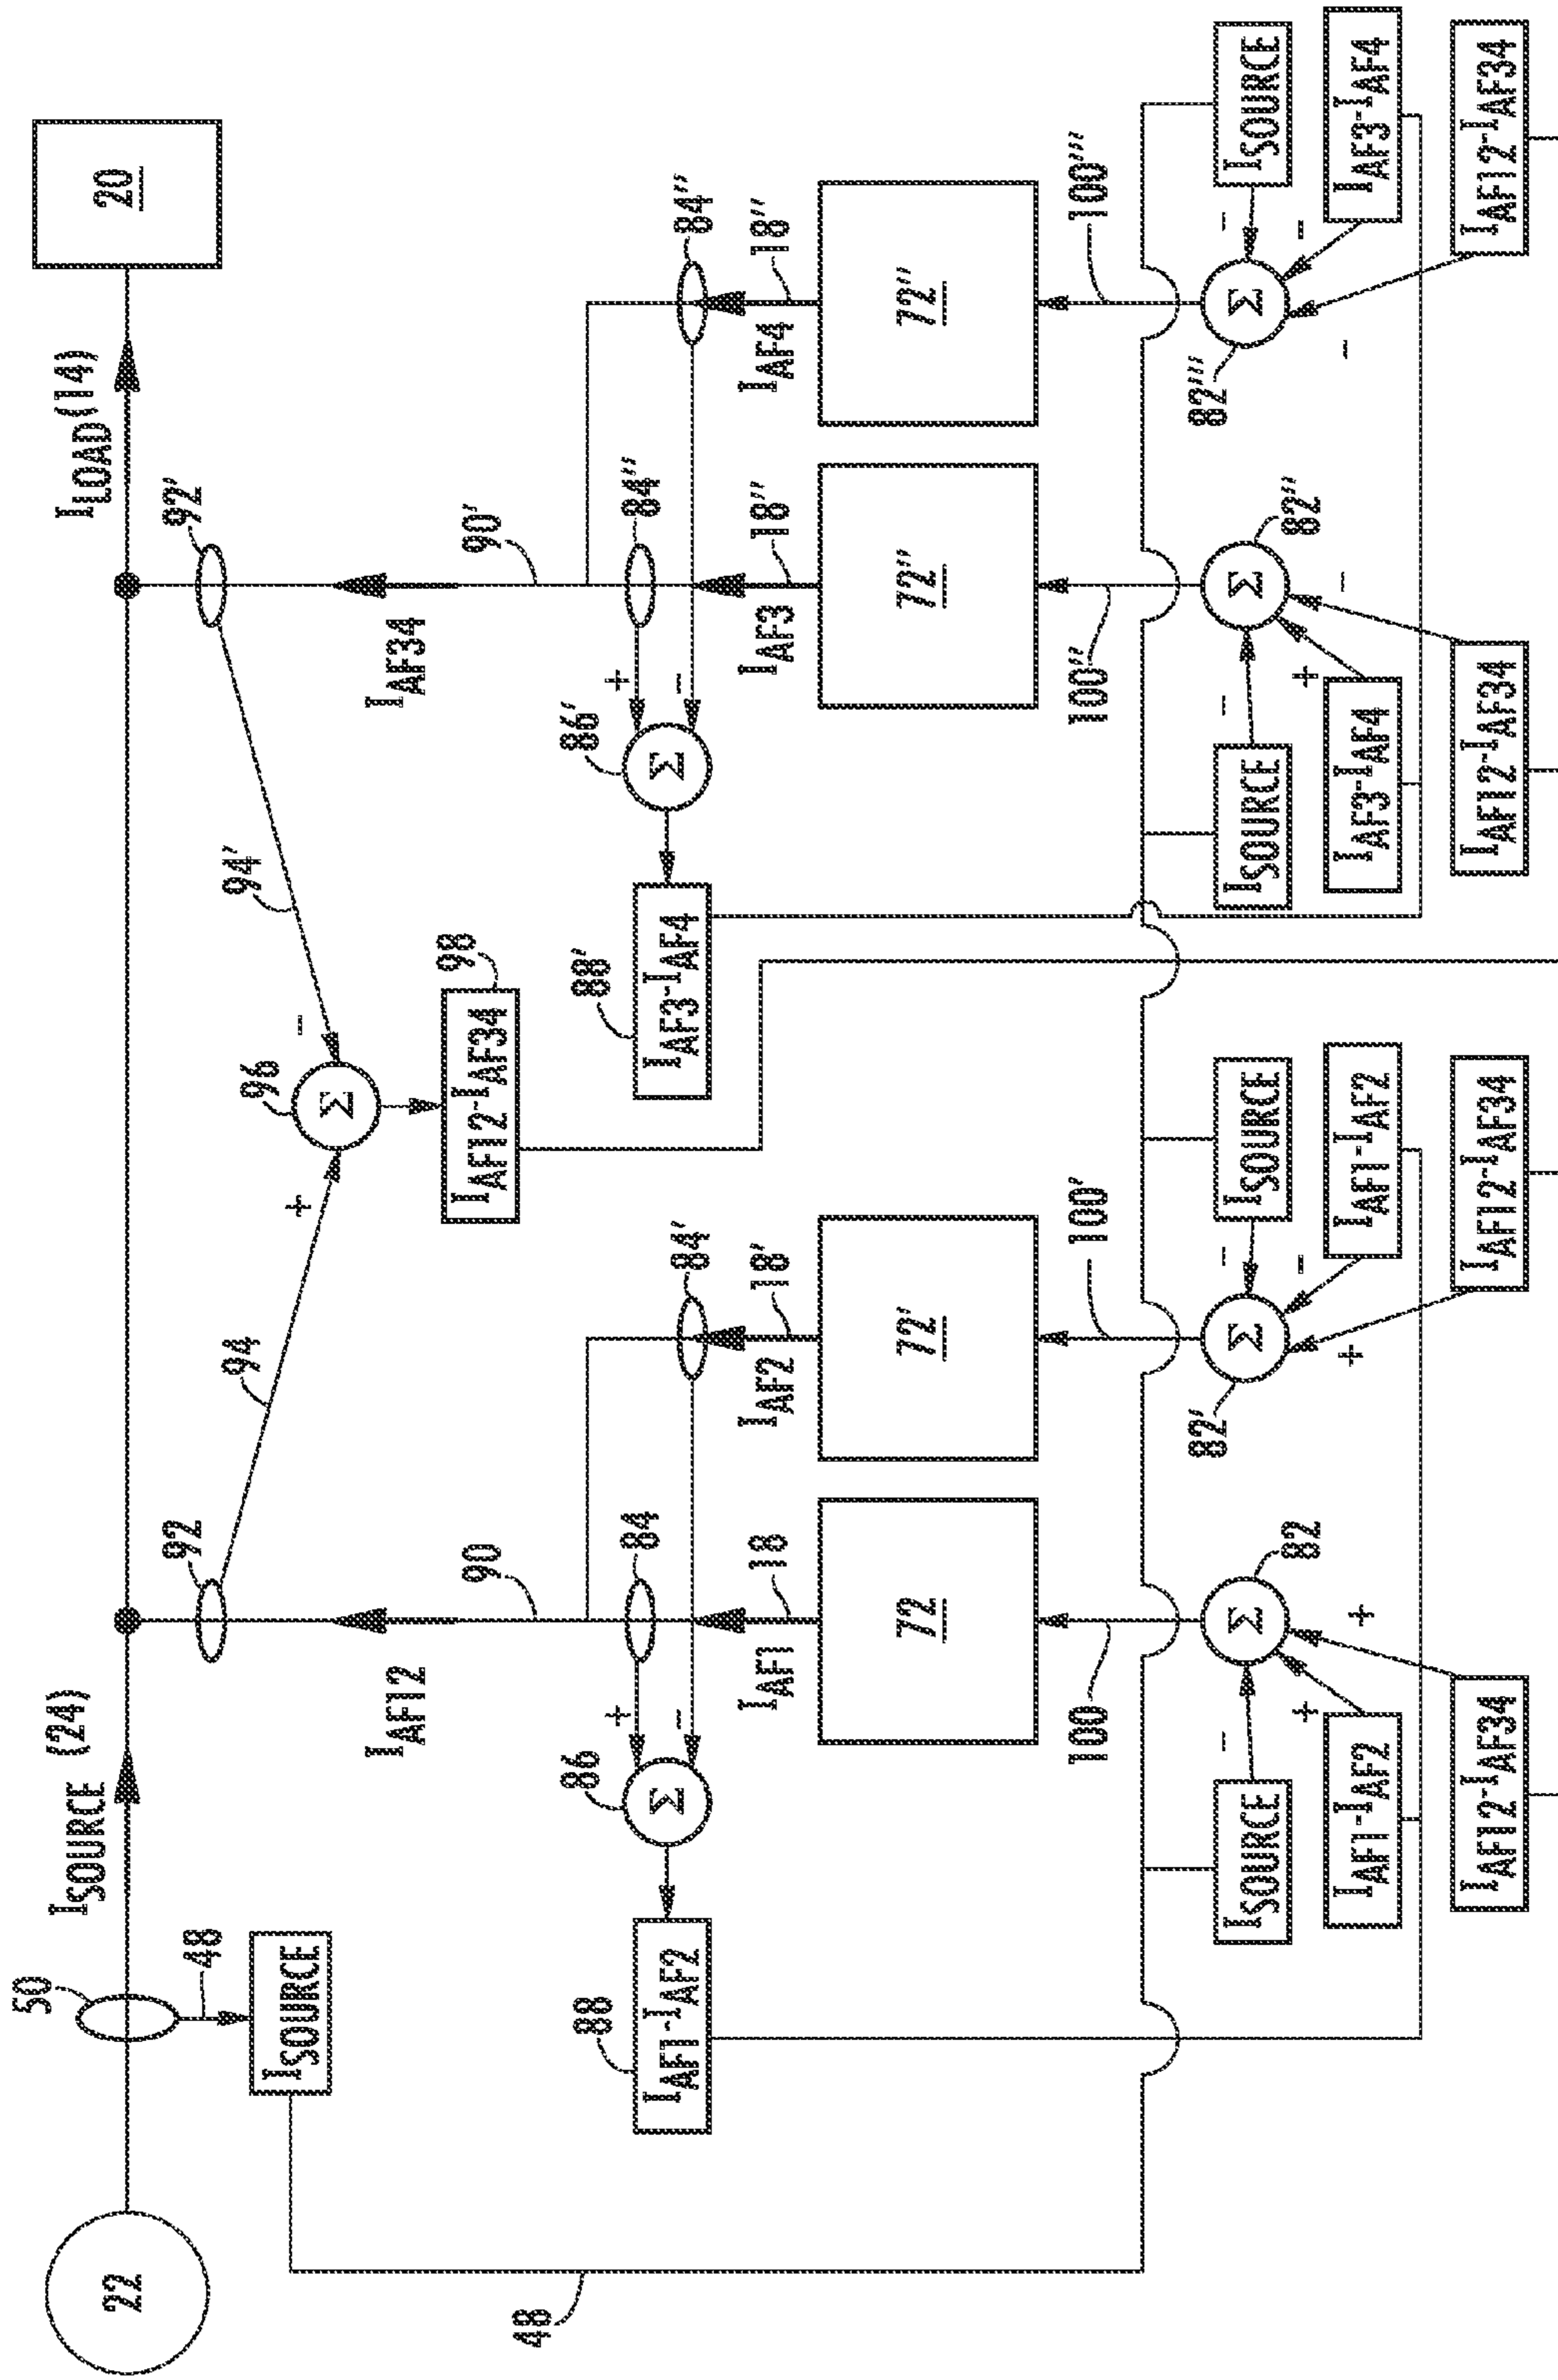 50
ISOURCE (24)
ILOAD(14)
22
20
48
92
92'
94
94'
96
ISOURCE
+
Σ
−
IAF12
IAF34
98
IAF12-IAF34
90
90'
48
88
86
88'
86'
+
84
+
84''
IAF1-IAF2
Σ
−
84'
IAF3-IAF4
Σ
−
84''
IAF1
18
IAF2
18'
IAF3
18''
IAF4
18''
72
72'
72''
72''
100
100'
100''
100'''
82'
82'''
−
−
−
−
ISOURCE
Σ
82
Σ
ISOURCE
ISOURCE
Σ
82''
Σ
ISOURCE
+
−
+
−
IAF1-IAF2
+
+
IAF1-IAF2
IAF3-IAF4
−
−
IAF3-IAF4
IAF12-IAF34
IAF12-IAF34
IAF12-IAF34
IAF12-IAF34